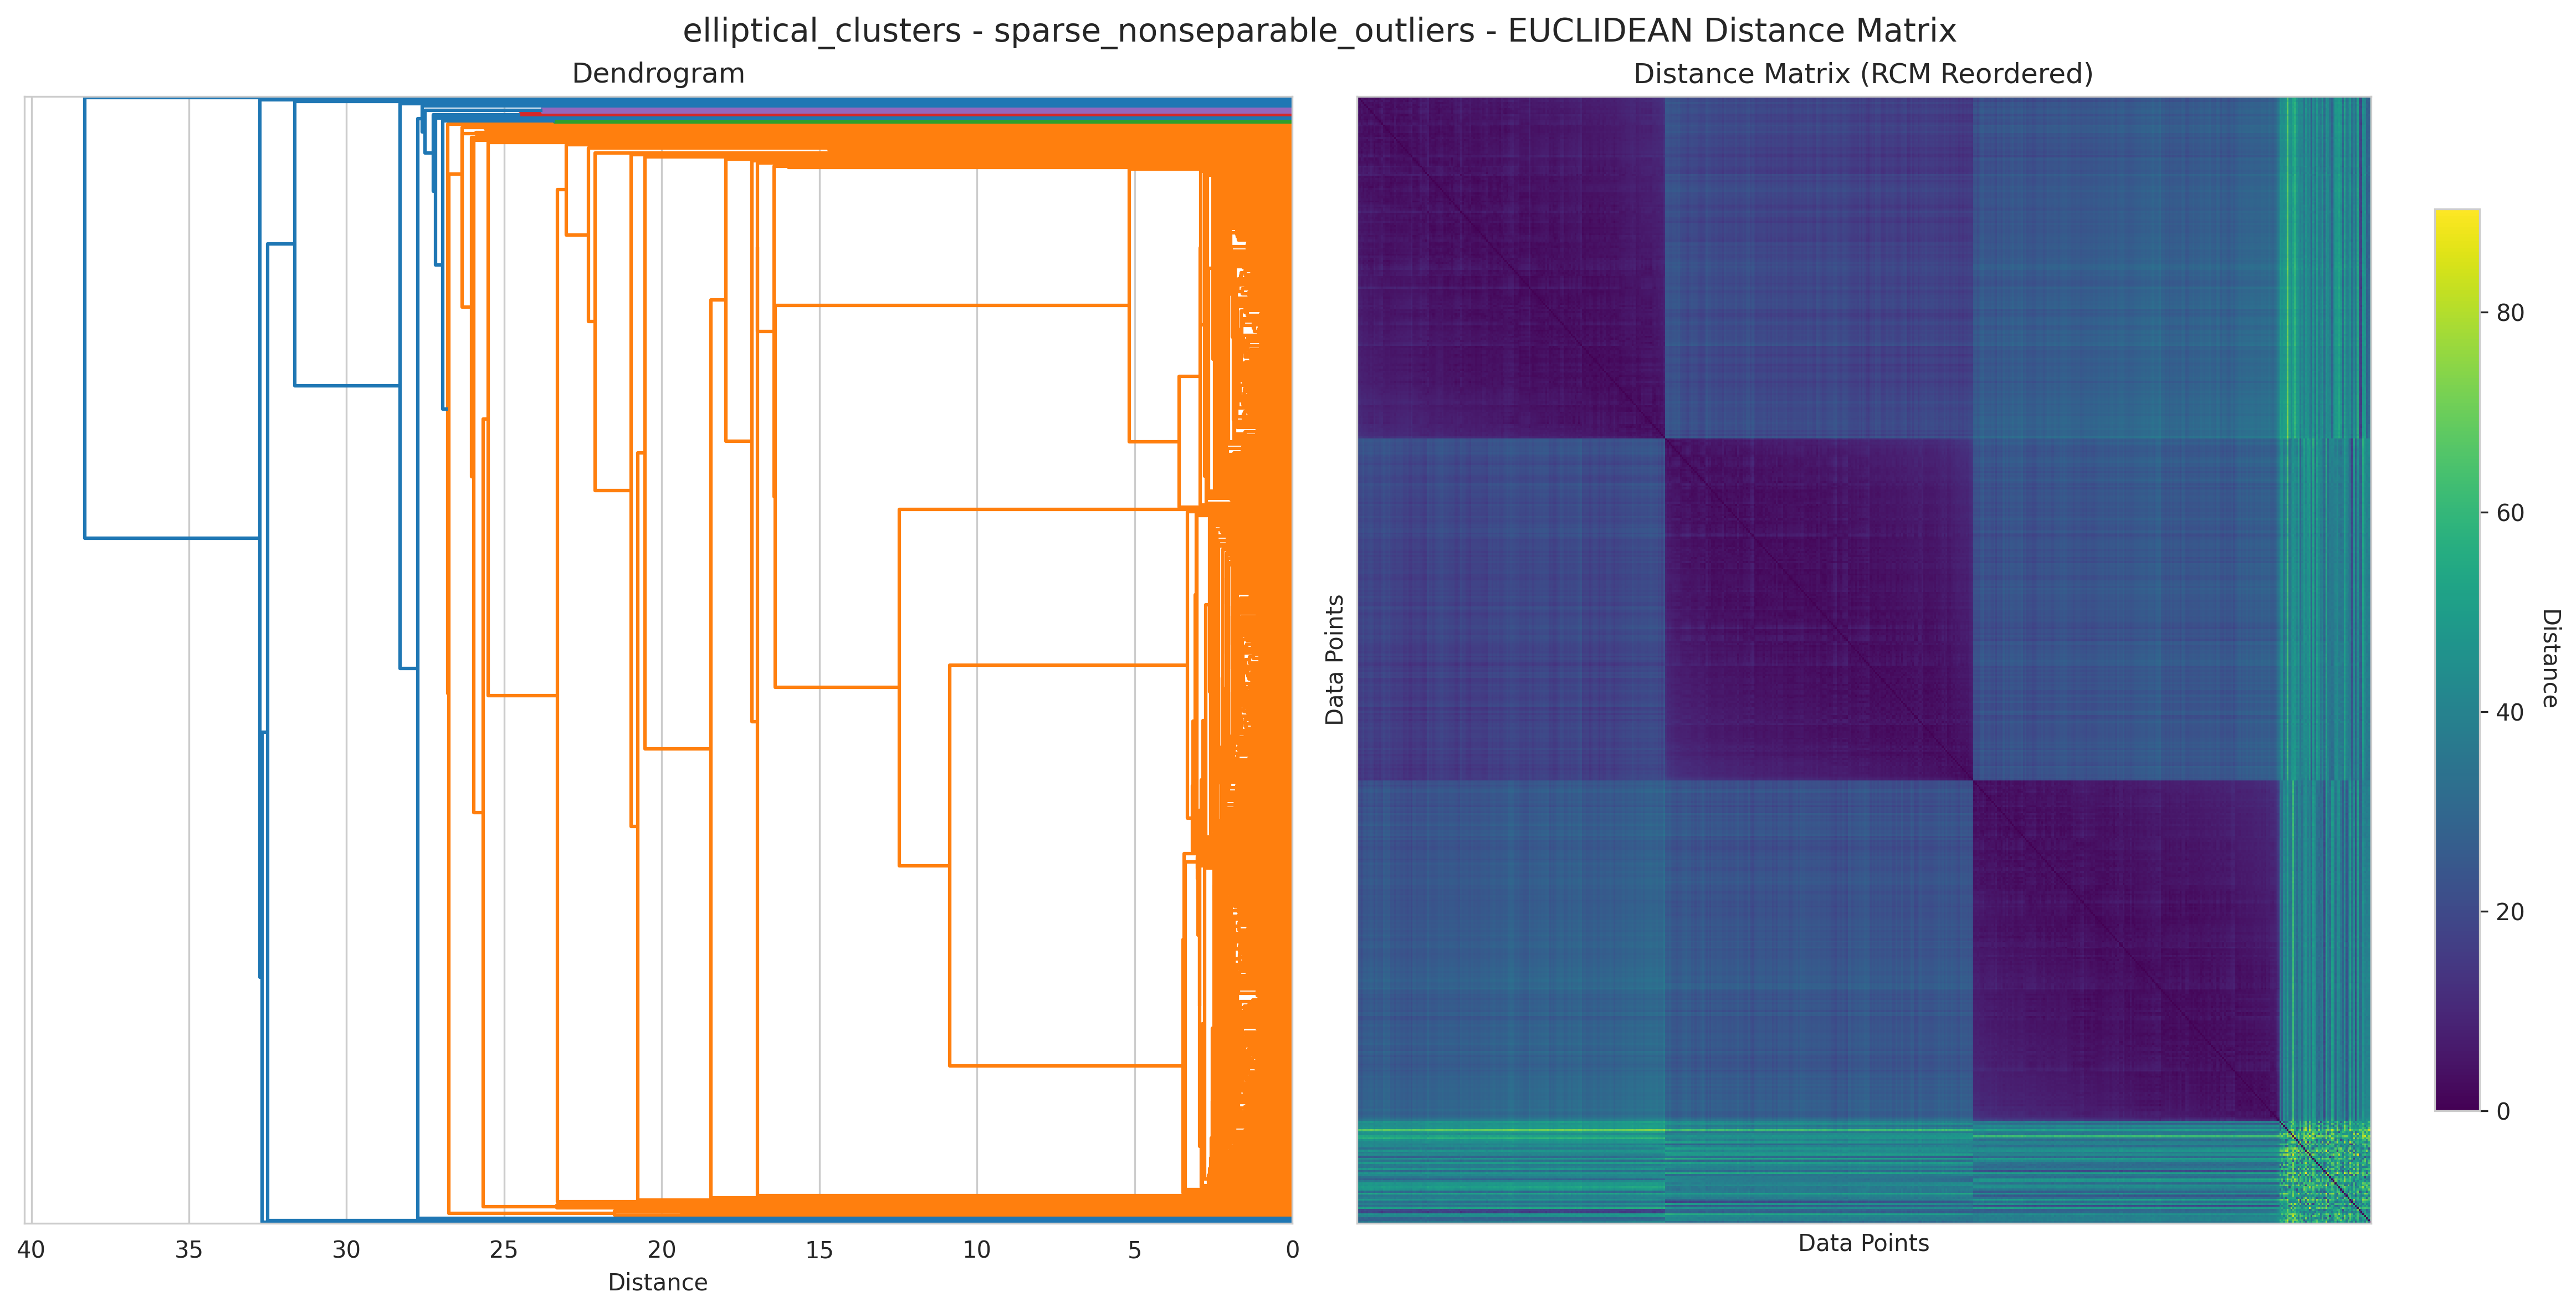 elliptical_clusters - sparse_nonseparable_outliers - EUCLIDEAN Distance Matrix
Dendrogram
40 35 30 25 20 15 10 5 0
Distance
Distance Matrix (RCM Reordered)
Data Points
Data Points
80
60
40
20
0
Distance